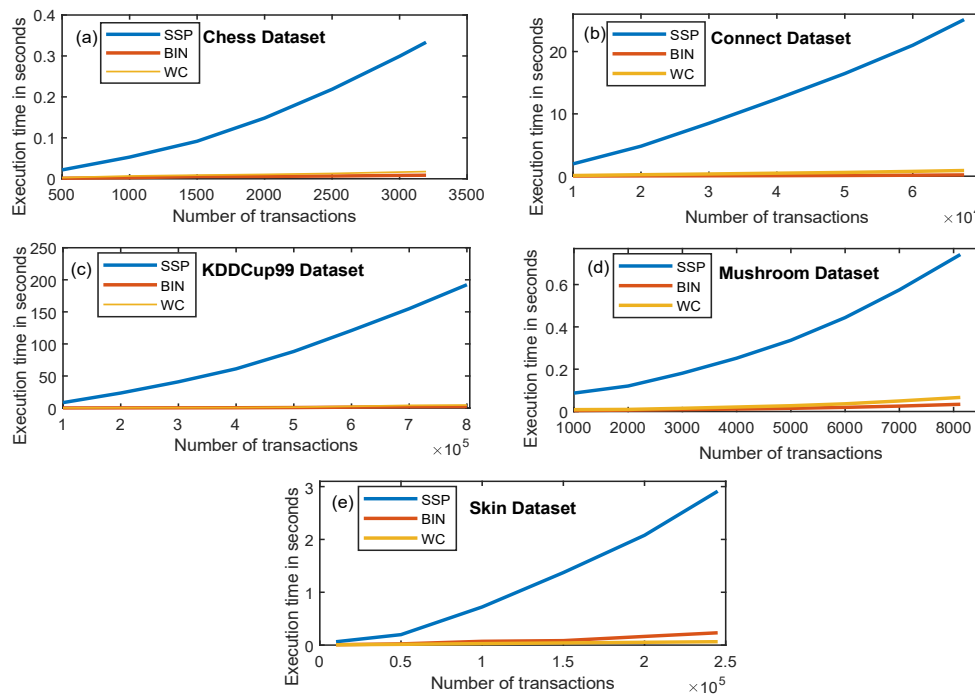 (a)
Chess Dataset
SSP
BIN
WC
Execution time in seconds
0.4
0.3
0.2
0.1
0
500 1000 1500 2000 2500 3000 3500
Number of transactions
(b)
Connect Dataset
SSP
BIN
WC
Execution time in seconds
20
10
0
1 2 3 4 5 6
Number of transactions
(c)
KDDCup99 Dataset
SSP
BIN
WC
Execution time in seconds
250
200
150
100
50
0
1 2 3 4 5 6 7 8
×10^5
Number of transactions
(d)
Mushroom Dataset
SSP
BIN
WC
Execution time in seconds
0.6
0.4
0.2
0
1000 2000 3000 4000 5000 6000 7000 8000
Number of transactions
(e)
Skin Dataset
SSP
BIN
WC
Execution time in seconds
3
2
1
0
0 0.5 1 1.5 2 2.5
×10^5
Number of transactions